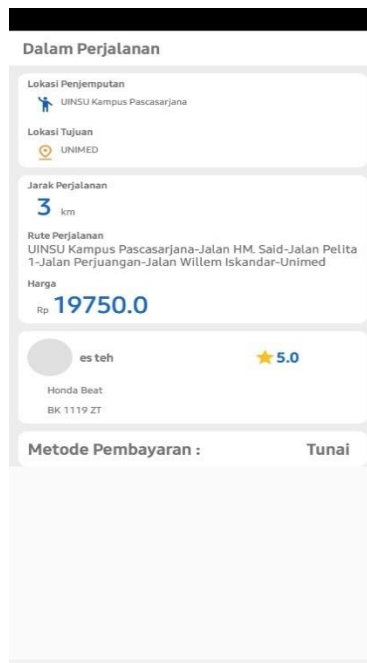 Dalam Perjalanan
Lokasi Penjemputan
UINSU Kampus Pascasarjana
Lokasi Tujuan
UNIMED
Jarak Perjalanan
3 km
Rute Perjalanan
UINSU Kampus Pascasarjana-Jalan HM. Said-Jalan Pelita
1-Jalan Perjuangan-Jalan Willem Iskandar-Unimed
Harga
Rp 19750.0
es teh 5.0
Honda Beat
BK 1119 ZT
Metode Pembayaran : Tunai